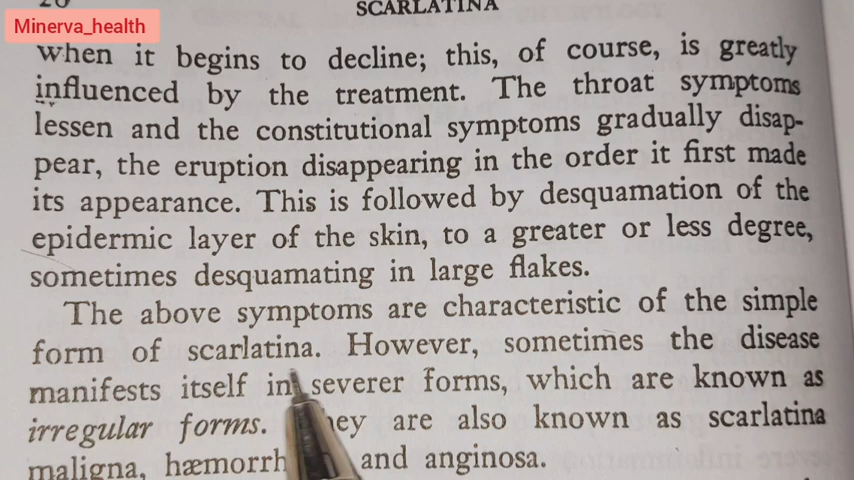 SCARLATINA
Minerva_health
when it begins to decline; this, of course, is greatly
influenced by the treatment. The throat symptoms
lessen and the constitutional symptoms gradually disap-
pear, the eruption disappearing in the order it first made
its appearance. This is followed by desquamation of the
epidermic layer of the skin, to a greater or less degree,
sometimes desquamating in large flakes.
The above symptoms are characteristic of the simple
form of scarlatina. However, sometimes the disease
manifests itself in severer forms, which are known as
irregular forms. are also known as scarlatina
maligna, and anginosa.